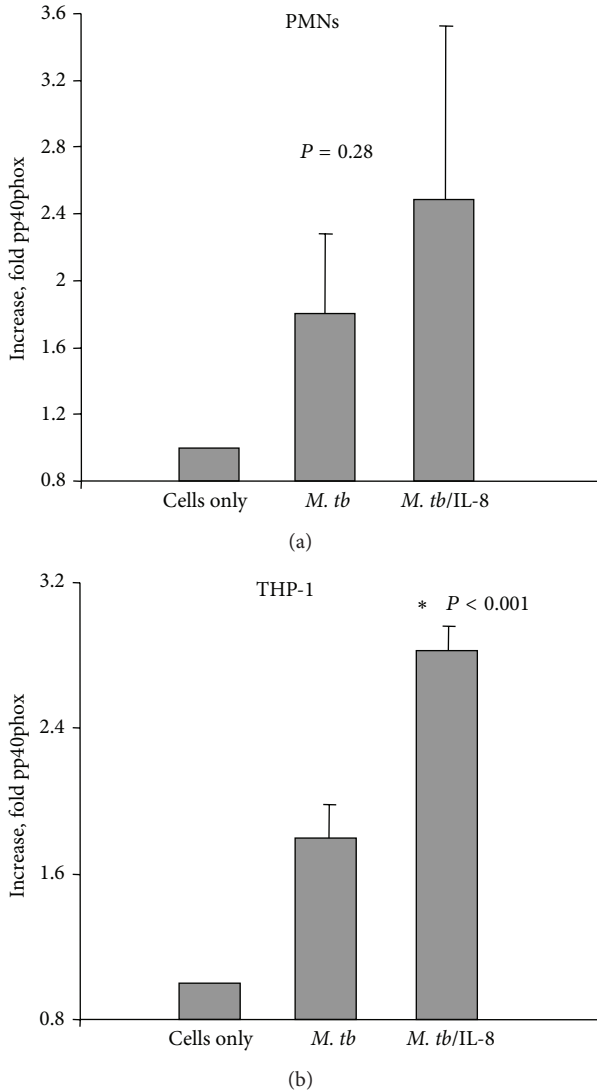 PMNs
3.6
3.2
2.8
2.4
2
1.6
1.2
0.8
Increase, fold pp40phox
P = 0.28
Cells only M. tb M. tb/IL-8
(a)
THP-1
3.2
2.4
1.6
0.8
Increase, fold pp40phox
* P < 0.001
Cells only M. tb M. tb/IL-8
(b)